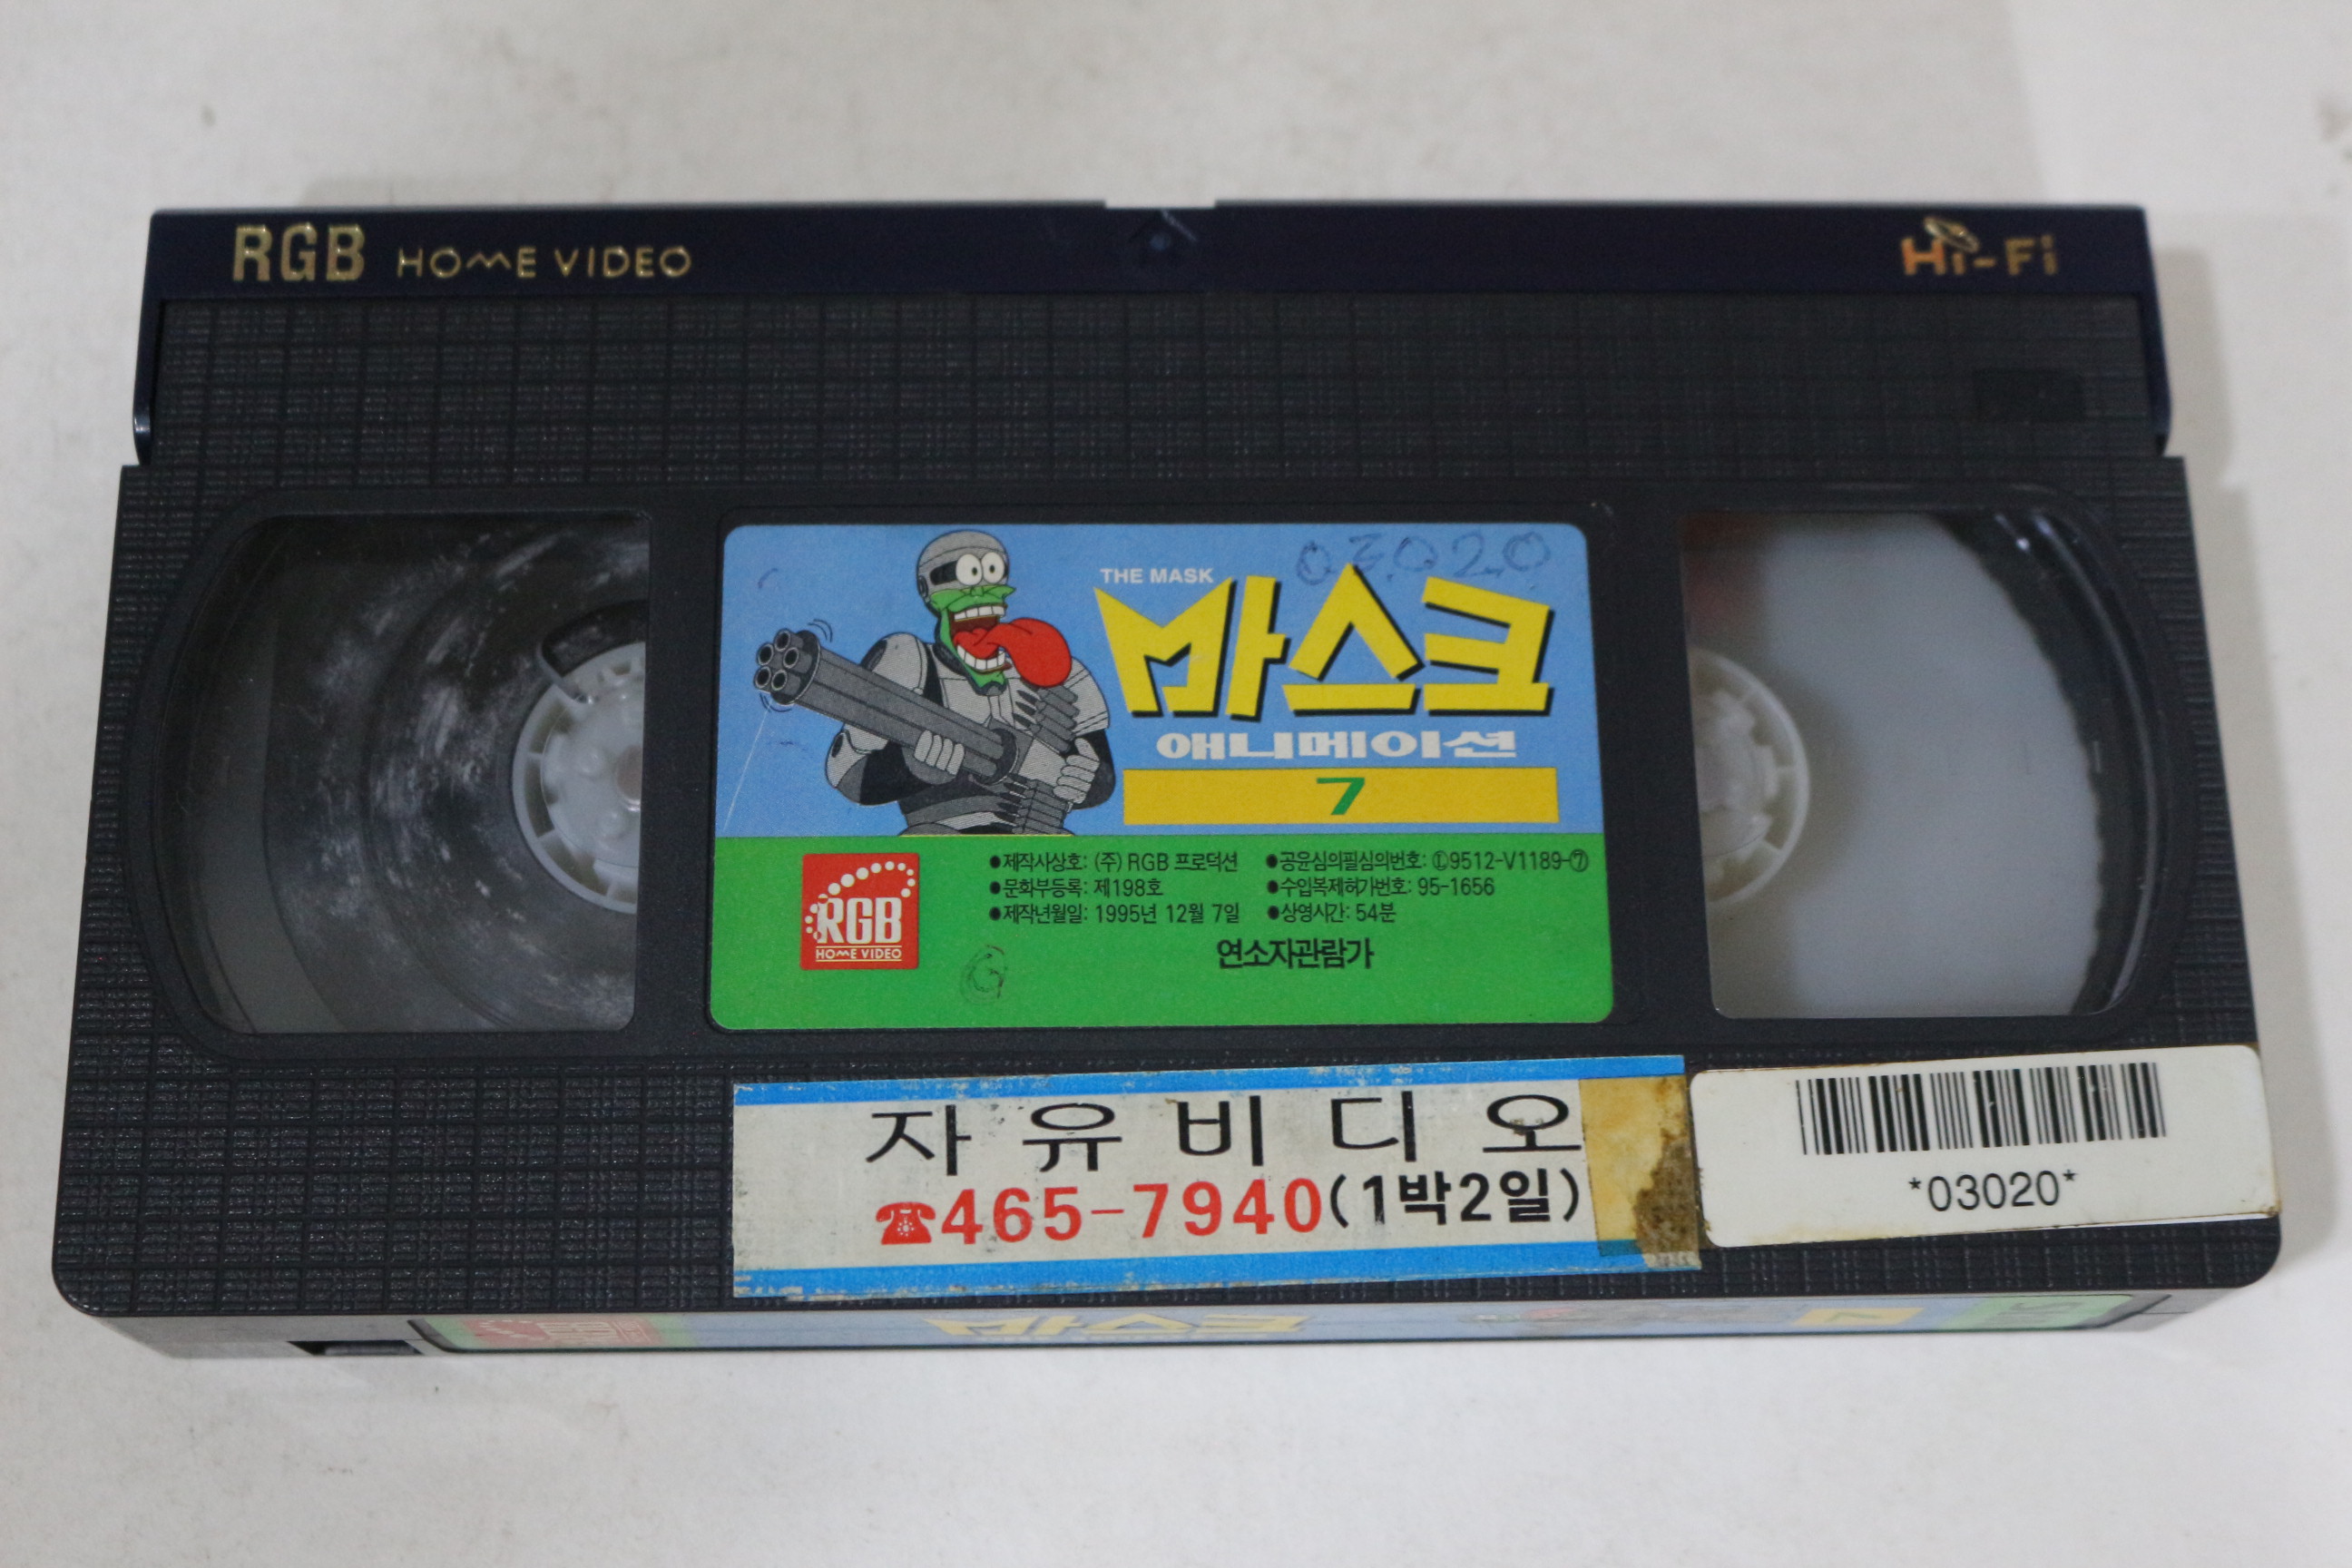 RGB HOME VIDEO
Hi-Fi
03020
THE MASK
마스크
애니메이션
7
RGB
HOME VIDEO
●제작사상호: (주) RGB 프로덕션
●문화부등록: 제198호
●제작년월일: 1995년 12월 7일
●공윤심의필심의번호: Ⓛ9512-V1189-⑦
●수입복제허가번호: 95-1656
●상영시간: 54분
연소자관람가
G
자유비디오
☎465-7940(1박2일)
*03020*
마스크
7